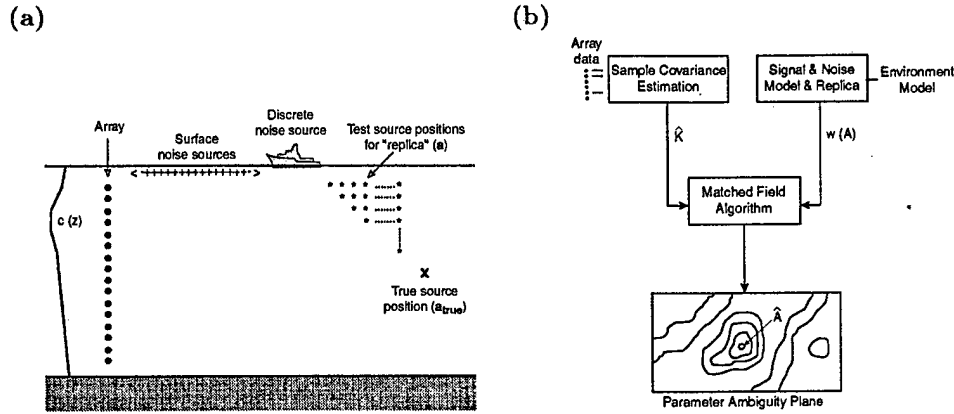 (a)
Array
Surface
noise sources
Discrete
noise source
Test source positions
for "replica" (a)
c (z)
x
True source
position (a_true)
(b)
Array
data
Sample Covariance
Estimation
Signal & Noise
Model & Replica
Environment
Model
K̂
w (A)
Matched Field
Algorithm
Â
Parameter Ambiguity Plane